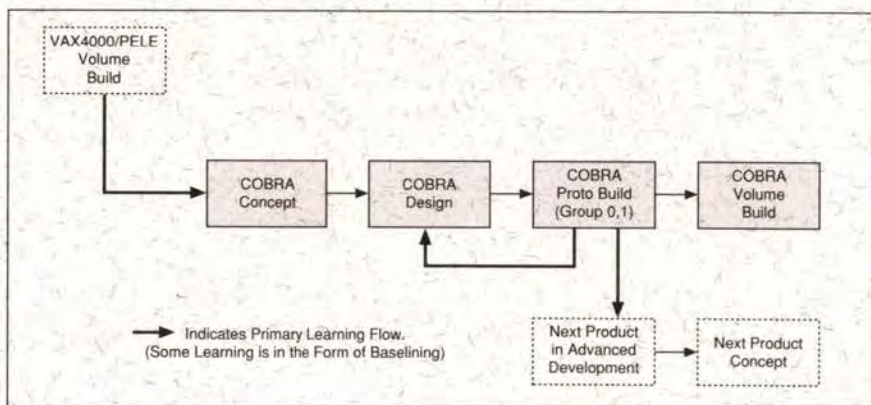 VAX4000/PELE
Volume
Build
COBRA
Concept
COBRA
Design
COBRA
Proto Build
(Group 0,1)
COBRA
Volume
Build
Indicates Primary Learning Flow.
(Some Learning is in the Form of Baselining)
Next Product
in Advanced
Development
Next Product
Concept